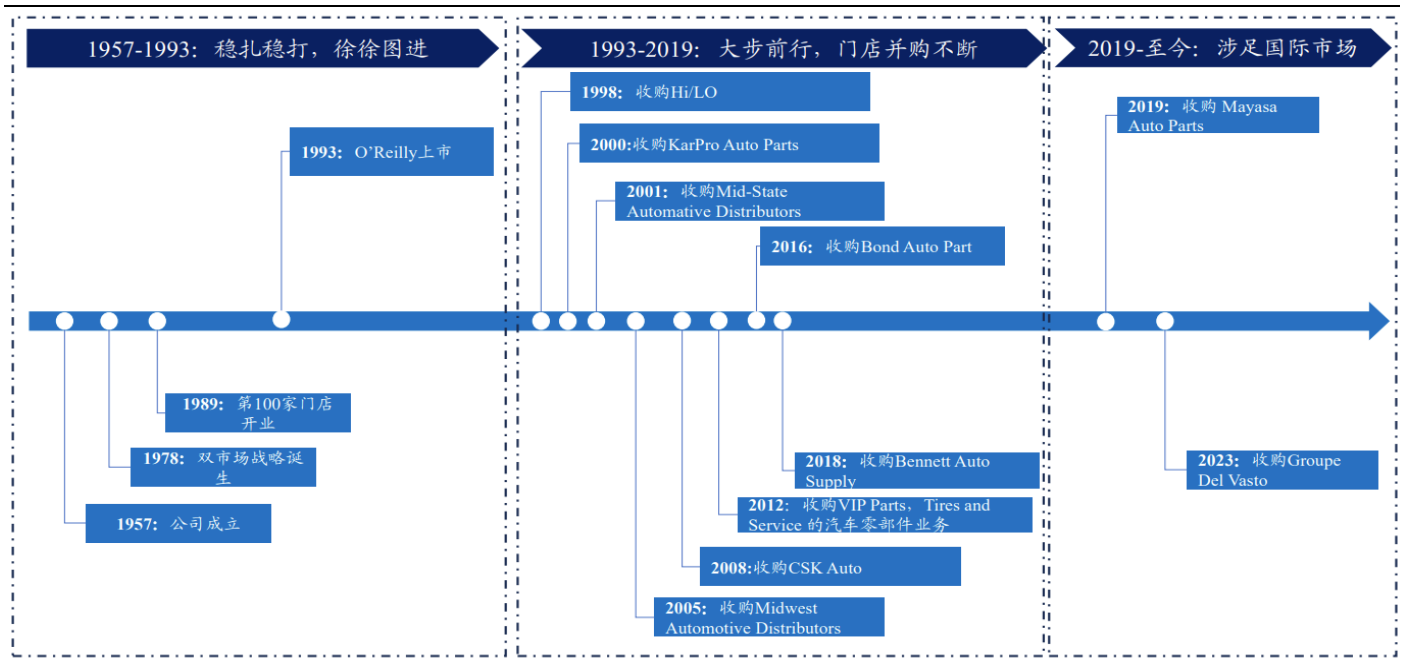 1957-1993：稳扎稳打，徐徐图进
1993：O’Reilly上市
1989：第100家门店
开业
1978：双市场战略诞
生
1957：公司成立
1993-2019：大步前行，门店并购不断
1998：收购Hi/LO
2000:收购KarPro Auto Parts
2001：收购Mid-State
Automative Distributors
2016：收购Bond Auto Part
2018：收购Bennett Auto
Supply
2012：收购VIP Parts，Tires and
Service 的汽车零部件业务
2008:收购CSK Auto
2005：收购Midwest
Automotive Distributors
2019-至今：涉足国际市场
2019：收购 Mayasa
Auto Parts
2023：收购Groupe
Del Vasto